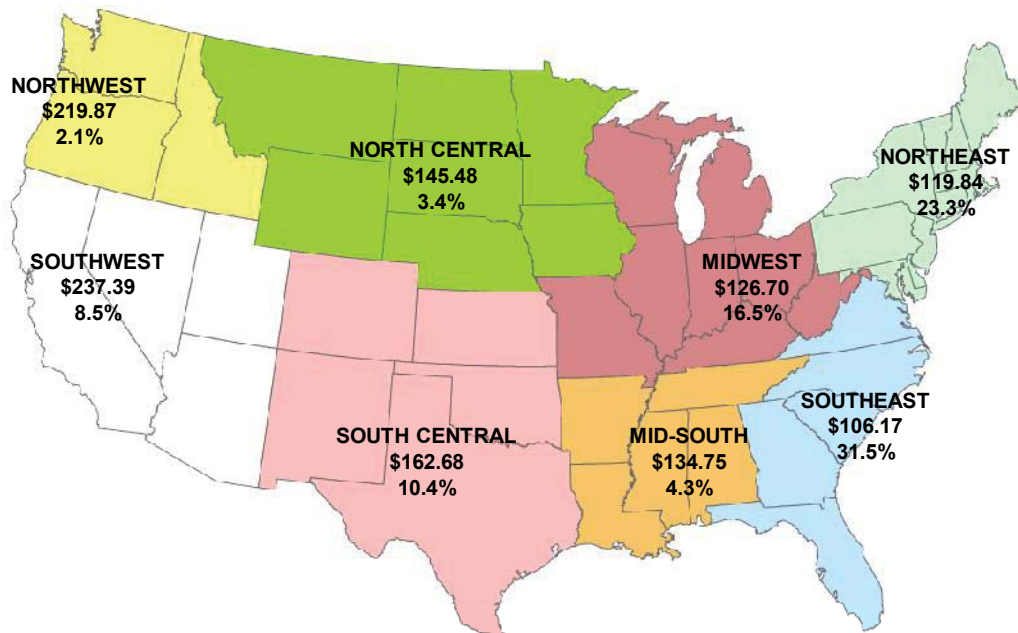 NORTHWEST
$219.87
2.1%
NORTH CENTRAL
$145.48
3.4%
NORTHEAST
$119.84
23.3%
SOUTHWEST
$237.39
8.5%
MIDWEST
$126.70
16.5%
SOUTH CENTRAL
$162.68
10.4%
MID-SOUTH
$134.75
4.3%
SOUTHEAST
$106.17
31.5%